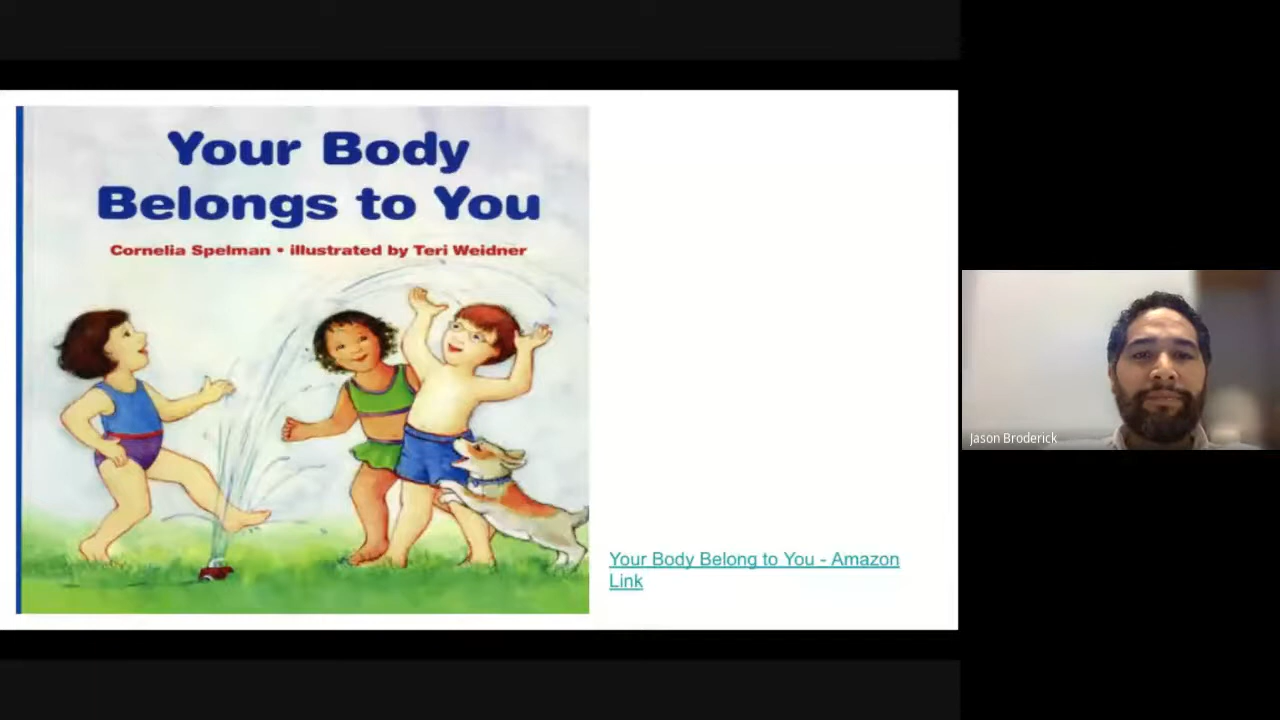 Your Body
Belongs to You
Cornelia Spelman • illustrated by Teri Weidner
Your Body Belong to You - Amazon
Link
Jason Broderick